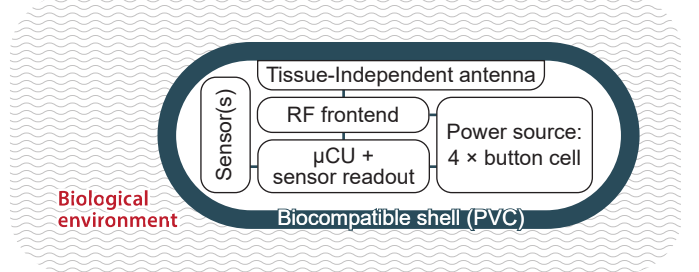 Tissue-Independent antenna
Sensor(s)
RF frontend
µCU +
sensor readout
Power source:
4 × button cell
Biological
environment
Biocompatible shell (PVC)